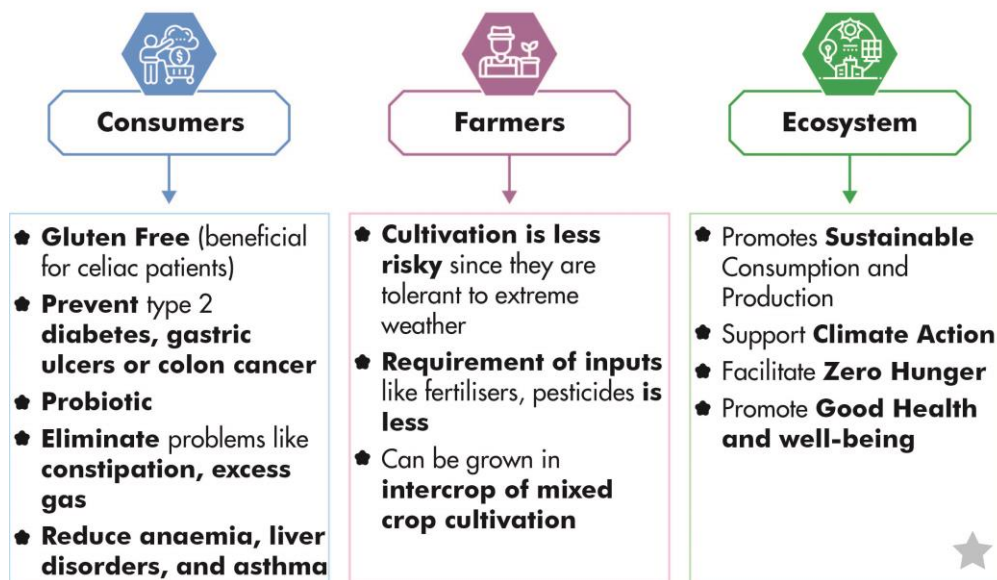 Consumers
Gluten Free (beneficial
for celiac patients)
Prevent type 2
diabetes, gastric
ulcers or colon cancer
Probiotic
Eliminate problems like
constipation, excess
gas
Reduce anaemia, liver
disorders, and asthma
Farmers
Cultivation is less
risky since they are
tolerant to extreme
weather
Requirement of inputs
like fertilisers, pesticides is
less
Can be grown in
intercrop of mixed
crop cultivation
Ecosystem
Promotes Sustainable
Consumption and
Production
Support Climate Action
Facilitate Zero Hunger
Promote Good Health
and well-being